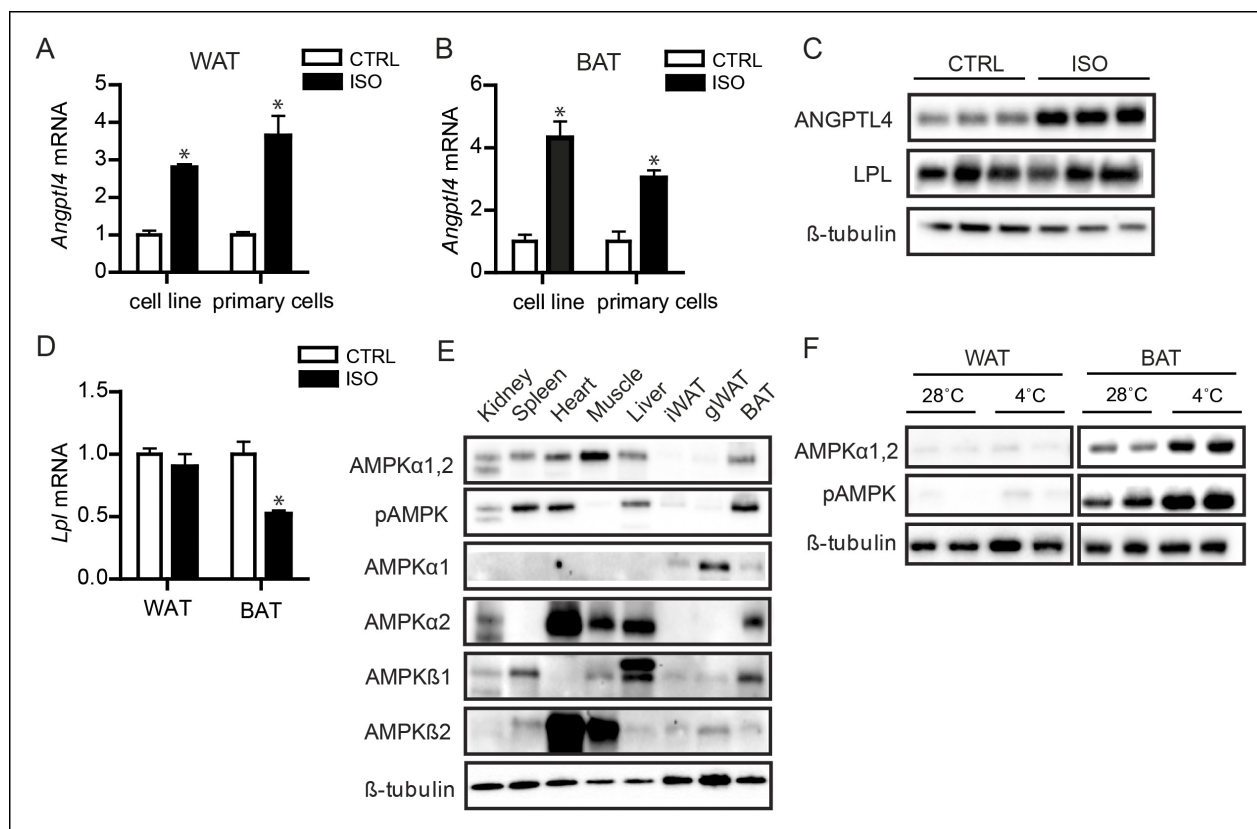 A
WAT
CTRL
ISO
Angptl4 mRNA
5
4
3
2
1
0
*
*
cell line
primary cells
B
BAT
CTRL
ISO
Angptl4 mRNA
6
4
2
0
*
*
cell line
primary cells
C
CTRL
ISO
ANGPTL4
LPL
ß-tubulin
D
CTRL
ISO
Lpl mRNA
1.5
1.0
0.5
0.0
*
WAT
BAT
E
Kidney
Spleen
Heart
Muscle
Liver
iWAT
gWAT
BAT
AMPKα1,2
pAMPK
AMPKα1
AMPKα2
AMPKß1
AMPKß2
ß-tubulin
F
WAT
BAT
28˚C
4˚C
28˚C
4˚C
AMPKα1,2
pAMPK
ß-tubulin